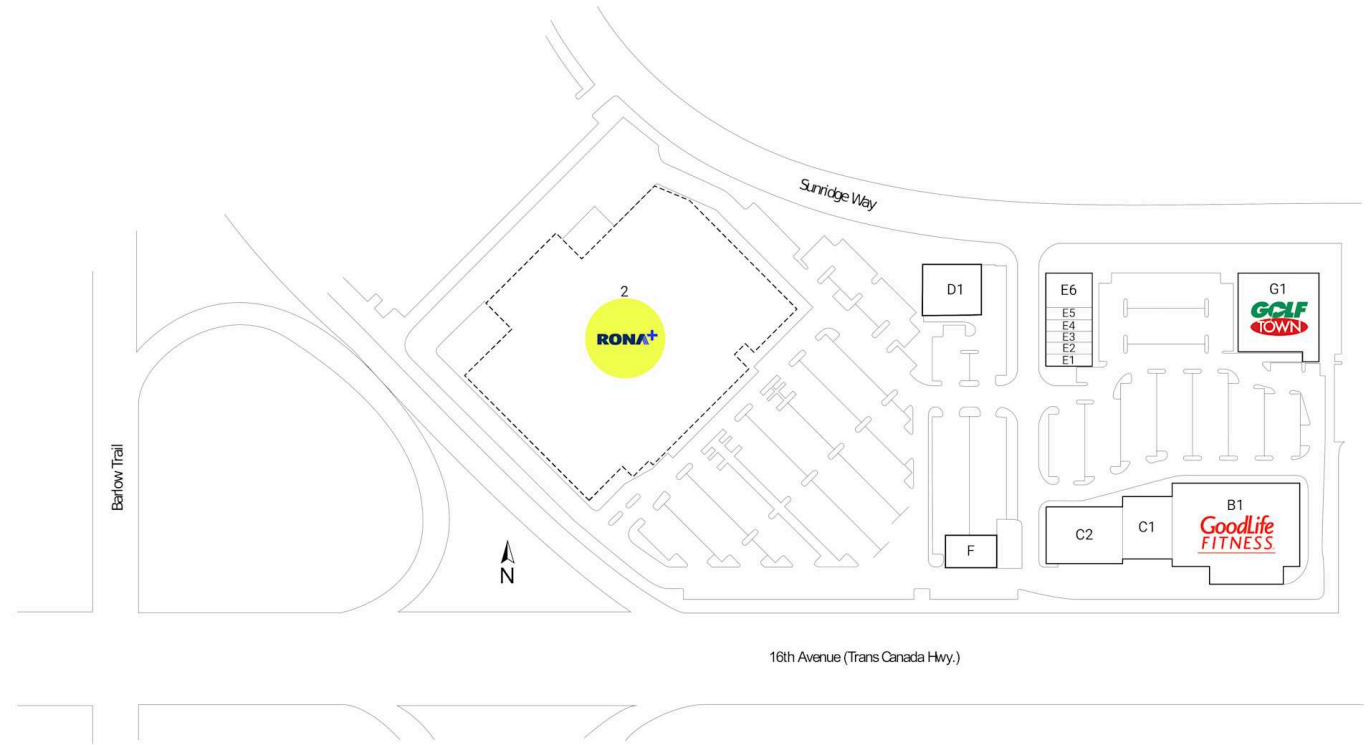 Sunridge Way
2
RONA+
D1
E6
E5
E4
E3
E2
E1
G1
GOLF
TOWN
Barlow Trail
B1
GoodLife
FITNESS
C1
C2
F
N
16th Avenue (Trans Canada Hwy.)